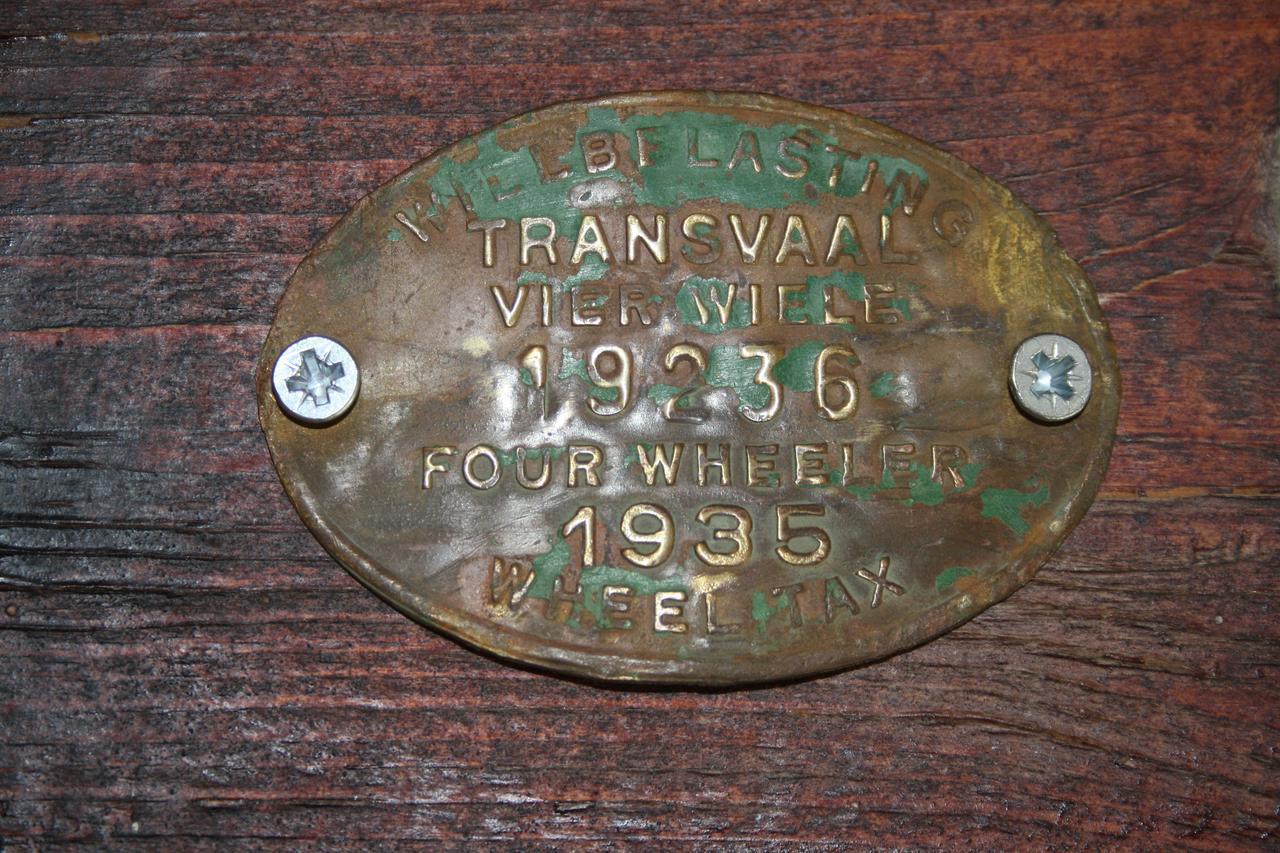 WIELBELASTING
TRANSVAAL
VIER WIELE
19236
FOUR WHEELER
1935
WHEEL TAX